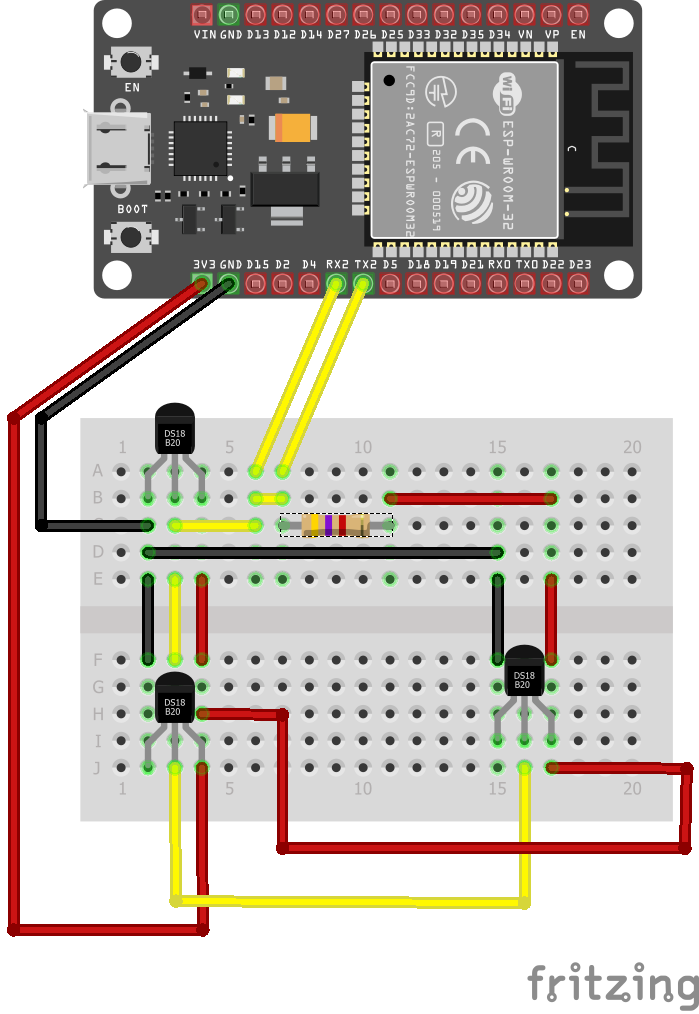 VIN GND D13 D12 D14 D27 D26 D25 D33 D32 D35 D34 VN VP EN
EN
BOOT
FCC ID:2AC7Z-ESPWROOM32
R 205 - 000519
CE
WiFi
ESP-WROOM-32
C
3V3 GND D15 D2 D4 RX2 TX2 D5 D18 D19 D21 RX0 TX0 D22 D23
DS18
B20
1 5 10 15 20
A
B
D
E
F
G
H
I
J
DS18
B20
DS18
B20
1 5 10 15 20
fritzing